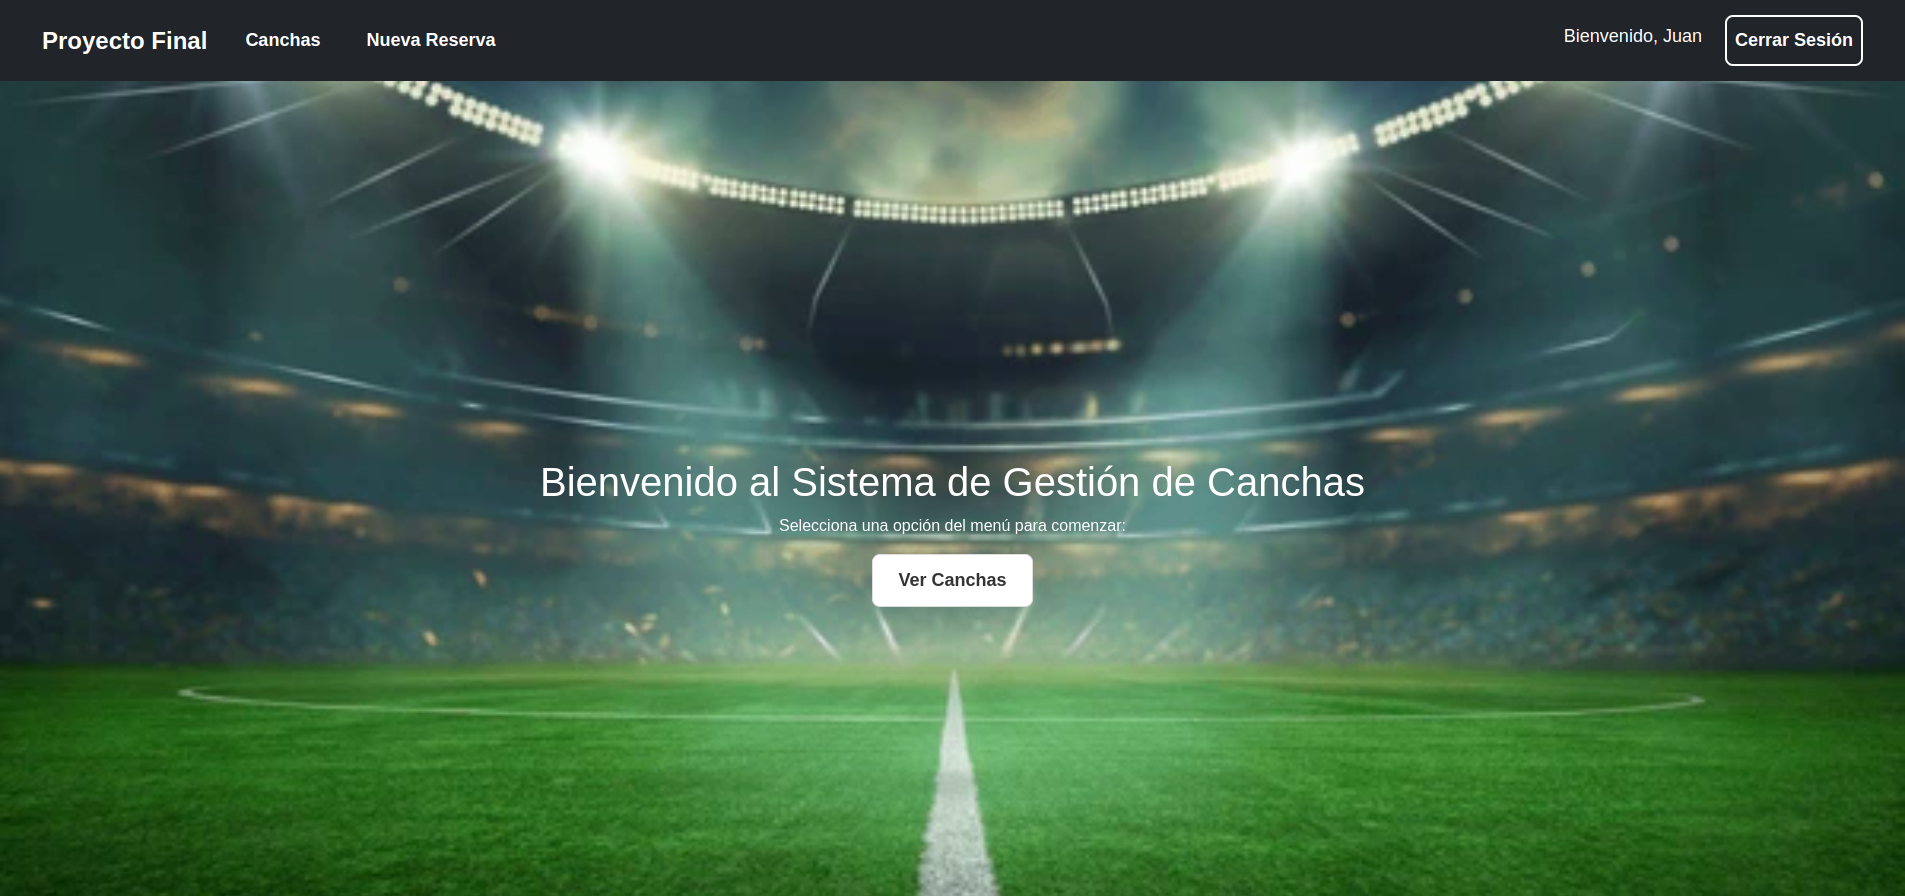 Proyecto Final
Canchas
Nueva Reserva
Bienvenido, Juan
Cerrar Sesión
Bienvenido al Sistema de Gestión de Canchas
Selecciona una opción del menú para comenzar:
Ver Canchas